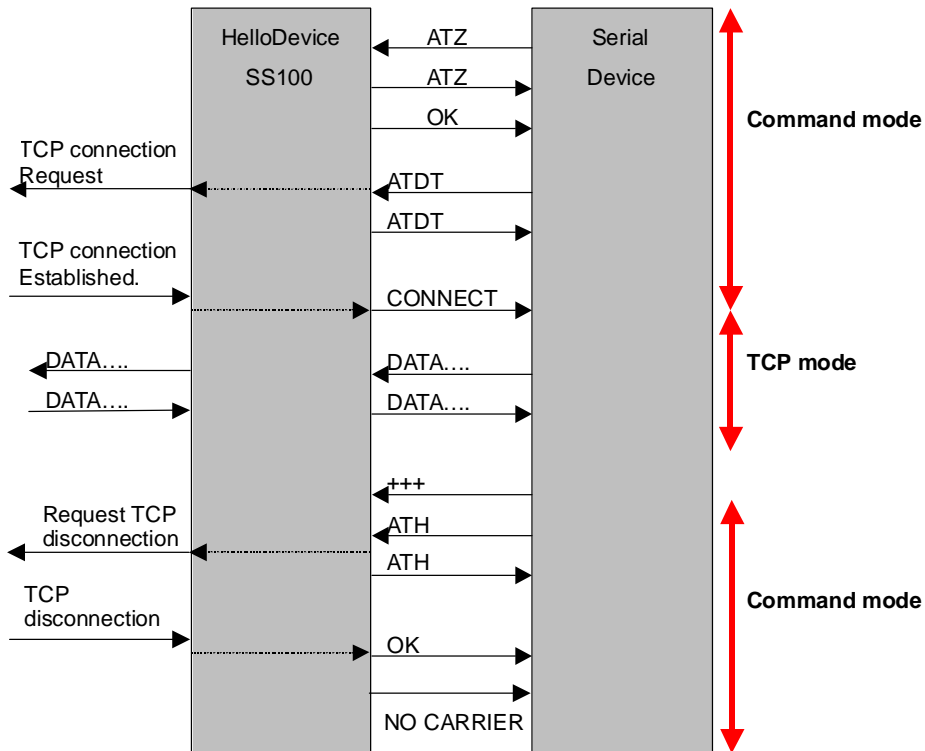 HelloDevice
SS100
Serial
Device
ATZ
ATZ
OK
Command mode
TCP connection
Request
ATDT
ATDT
TCP connection
Established.
CONNECT
DATA....
DATA....
TCP mode
DATA....
DATA....
+++
Request TCP
disconnection
ATH
ATH
TCP
disconnection
Command mode
OK
NO CARRIER